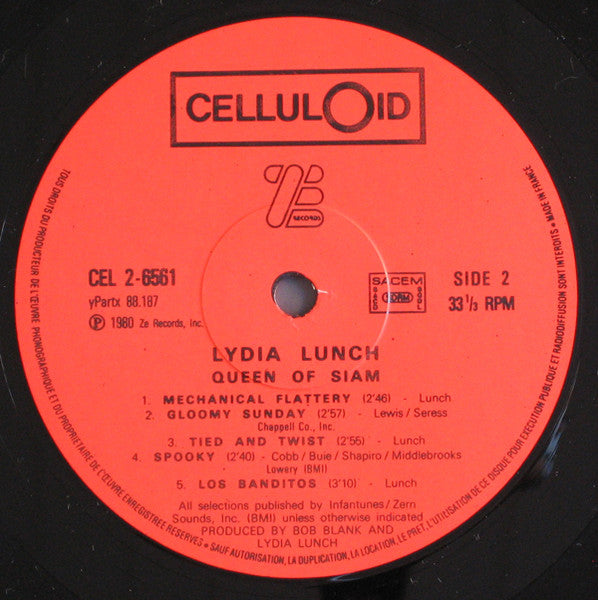 CELLULOID
ZE
RECORDS
CEL 2-6561
yPartx 88.187
Ⓟ 1980 Ze Records, Inc.
SACEM
SACD
SDRM
SGDL
SIDE 2
33 1/3 RPM
LYDIA LUNCH
QUEEN OF SIAM
1. MECHANICAL FLATTERY (2'46) - Lunch
2. GLOOMY SUNDAY (2'57) - Lewis/Seress
Chappell Co., Inc.
3. TIED AND TWIST (2'55) - Lunch
4. SPOOKY (2'40) - Cobb/Buie/Shapiro/Middlebrooks
Lowery (BMI)
5. LOS BANDITOS (3'10) - Lunch
All selections published by Infantunes/Zern
Sounds, Inc. (BMI) unless otherwise indicated
PRODUCED BY BOB BLANK AND
LYDIA LUNCH
TOUS DROITS DU PRODUCTEUR DE L'ŒUVRE PHONOGRAPHIQUE ET DU PROPRIETAIRE DE L'ŒUVRE ENREGISTREE RESERVES • SAUF AUTORISATION, LA DUPLICATION, LA LOCATION, LE PRET, L'UTILISATION DE CE DISQUE POUR EXECUTION PUBLIQUE ET RADIODIFFUSION SONT INTERDITS • MADE IN FRANCE